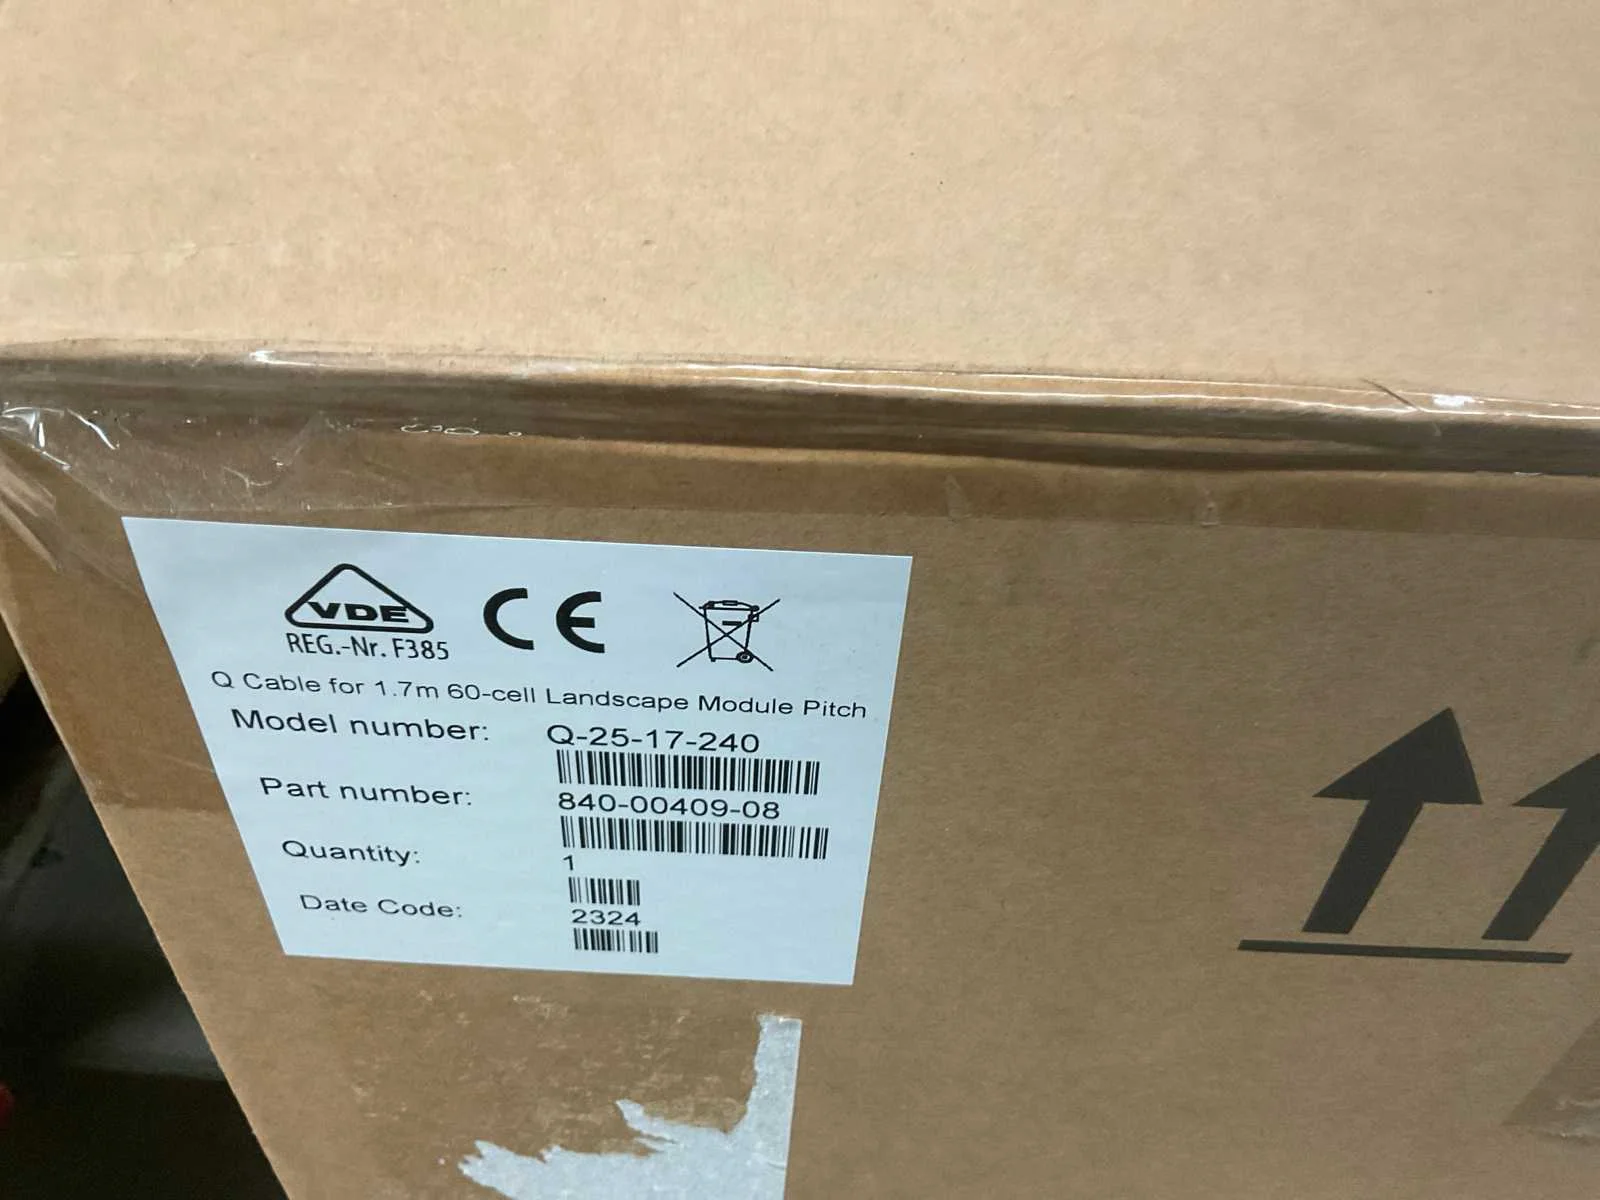 VDE
REG.-Nr. F385
CE
Q Cable for 1.7m 60-cell Landscape Module Pitch
Model number: Q-25-17-240
Part number: 840-00409-08
Quantity: 1
Date Code: 2324